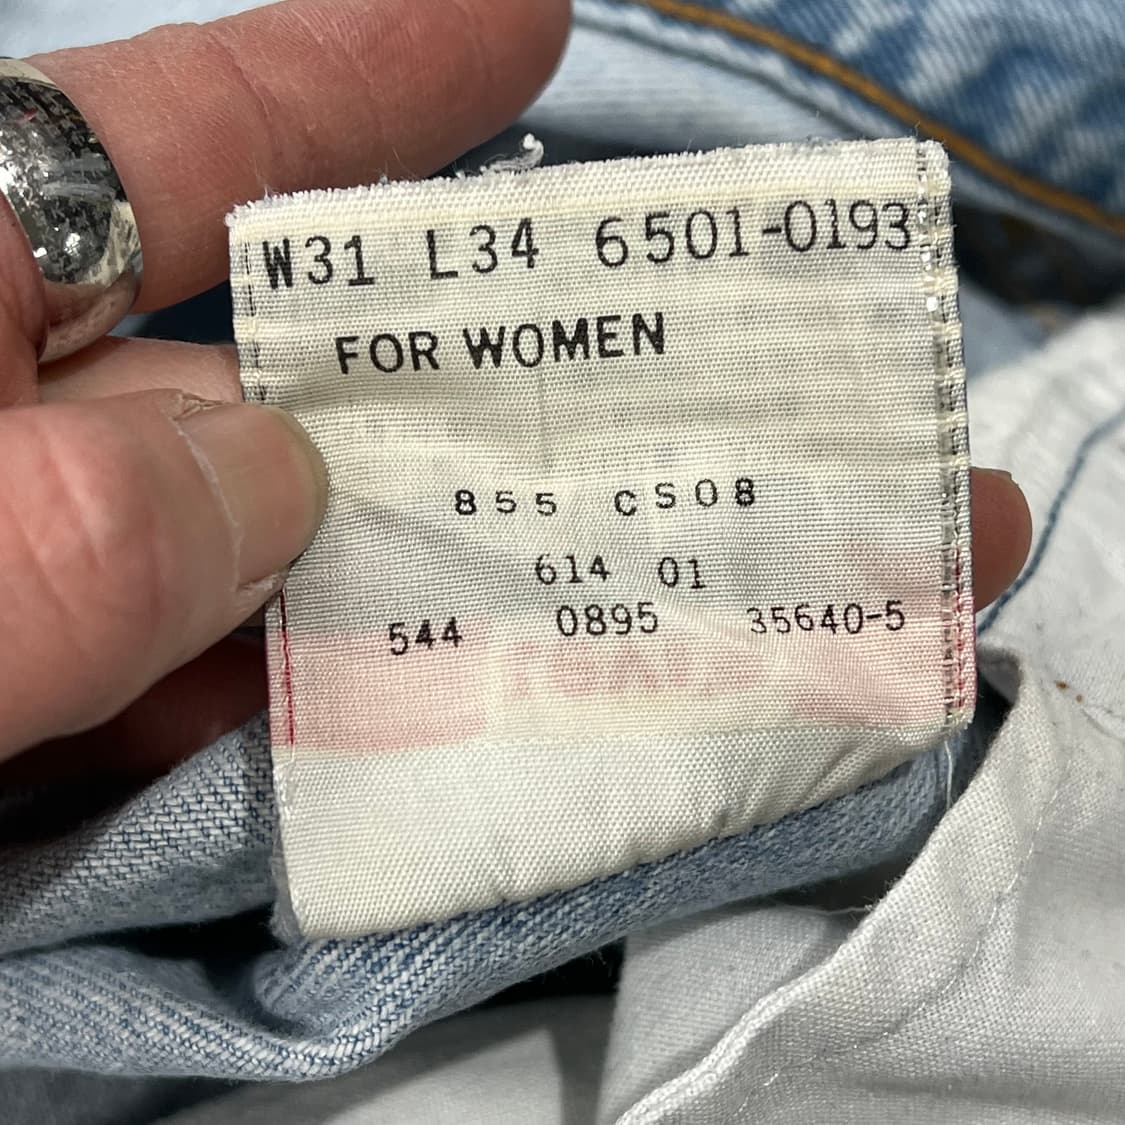 W31 L34 6501-0193
FOR WOMEN
855 CS08
614 01
544 0895 35640-5